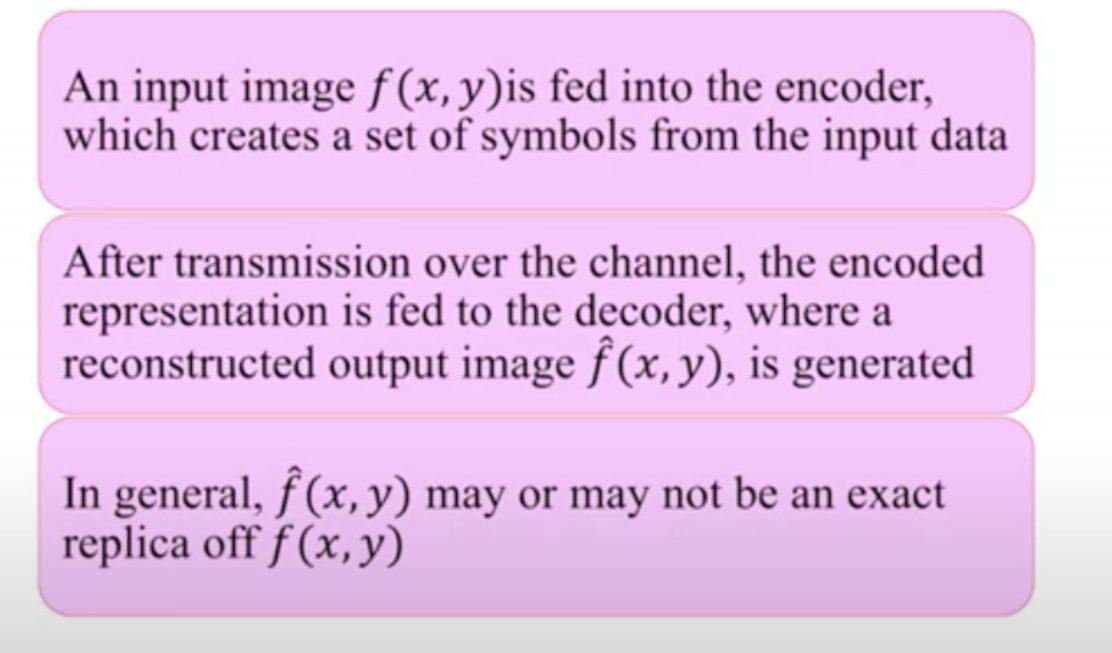 An input image f(x, y)is fed into the encoder,
which creates a set of symbols from the input data
After transmission over the channel, the encoded
representation is fed to the decoder, where a
reconstructed output image f̂(x, y), is generated
In general, f̂(x, y) may or may not be an exact
replica off f(x, y)